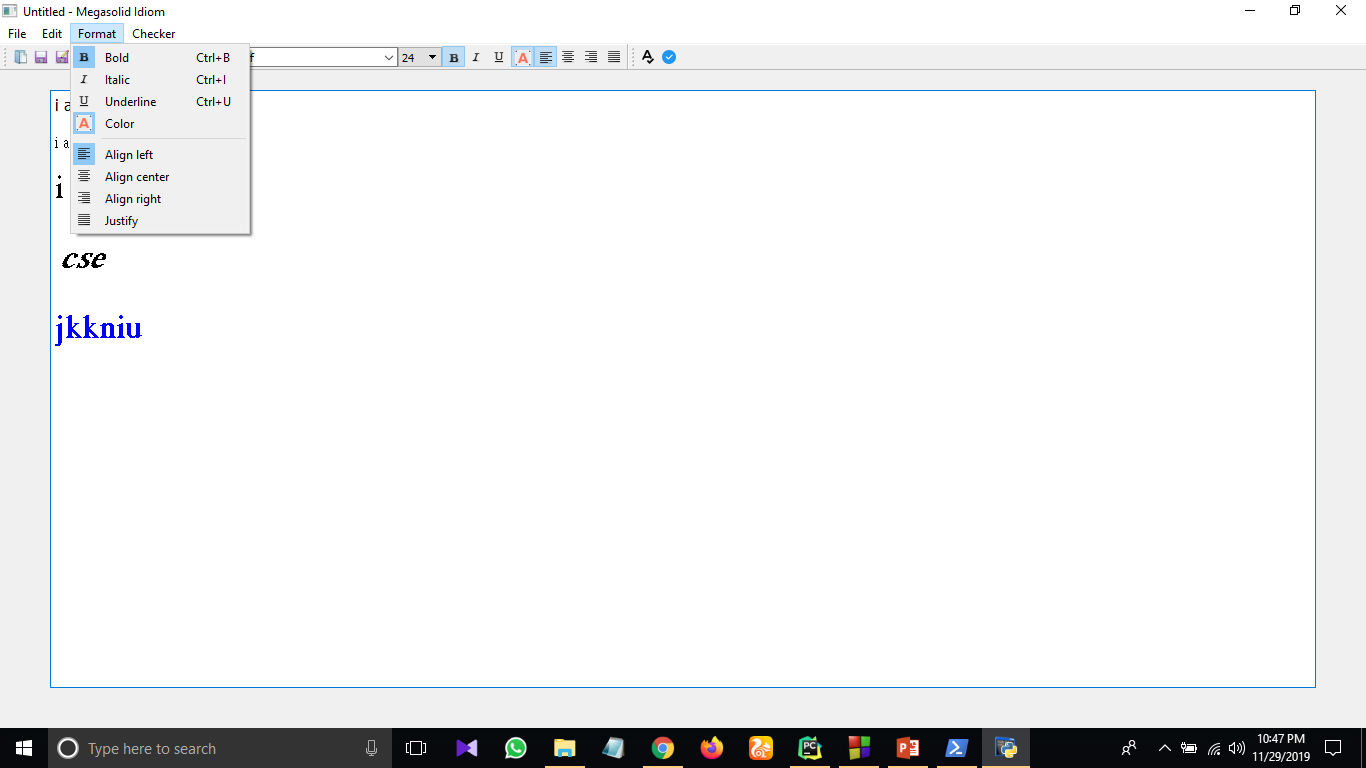 Untitled - Megasolid Idiom
File Edit Format Checker
B Bold Ctrl+B
I Italic Ctrl+I
U Underline Ctrl+U
A Color
Align left
Align center
Align right
Justify
f 24 B I U A A
i a
i a
i
cse
jkkniu
Type here to search
PC
10:47 PM
11/29/2019